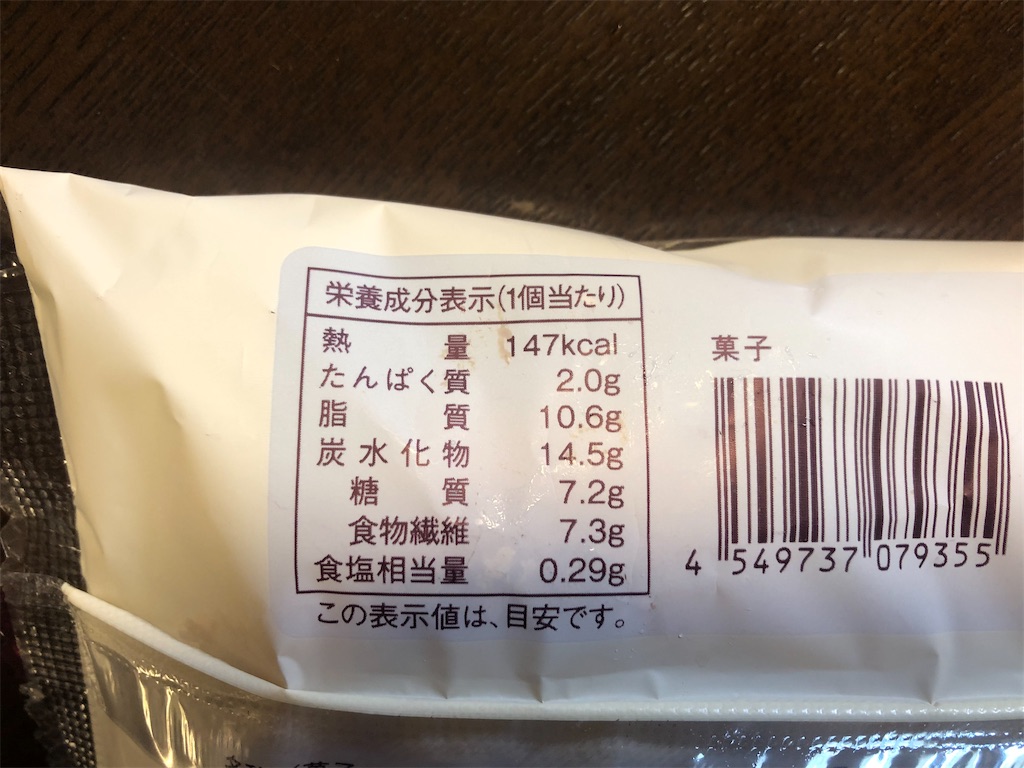 栄養成分表示(1個当たり)
熱量 147kcal
たんぱく質 2.0g
脂質 10.6g
炭水化物 14.5g
糖質 7.2g
食物繊維 7.3g
食塩相当量 0.29g
この表示値は、目安です。
菓子
4 549737 079355
菓子